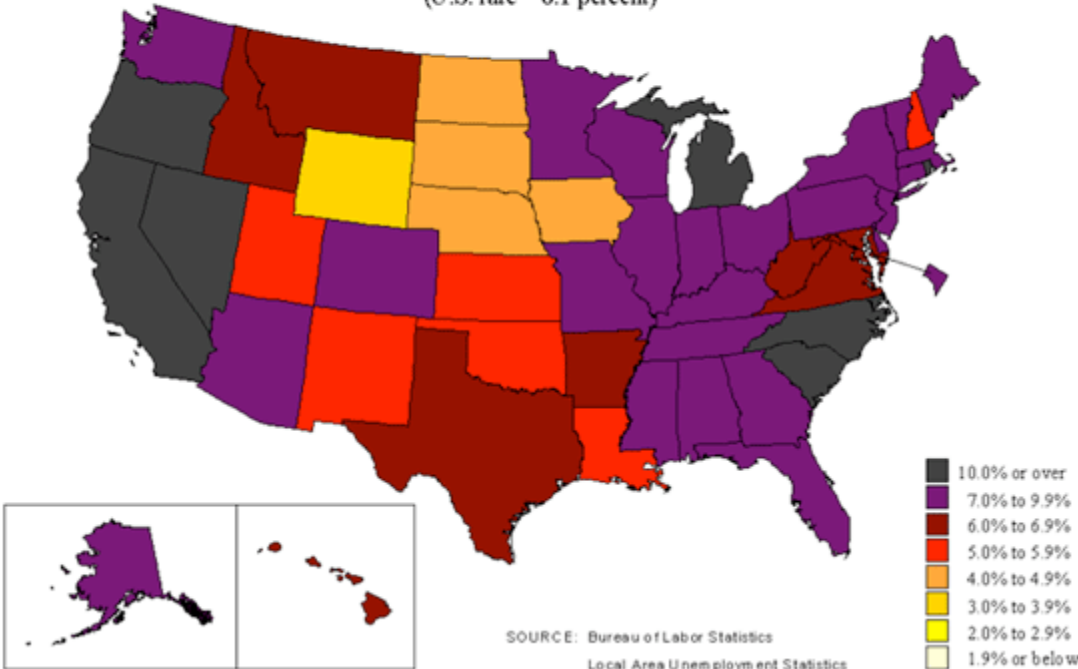 10.0% or over
7.0% to 9.9%
6.0% to 6.9%
5.0% to 5.9%
4.0% to 4.9%
3.0% to 3.9%
2.0% to 2.9%
1.9% or below
SOURCE: Bureau of Labor Statistics
Local Area Unemployment Statistics